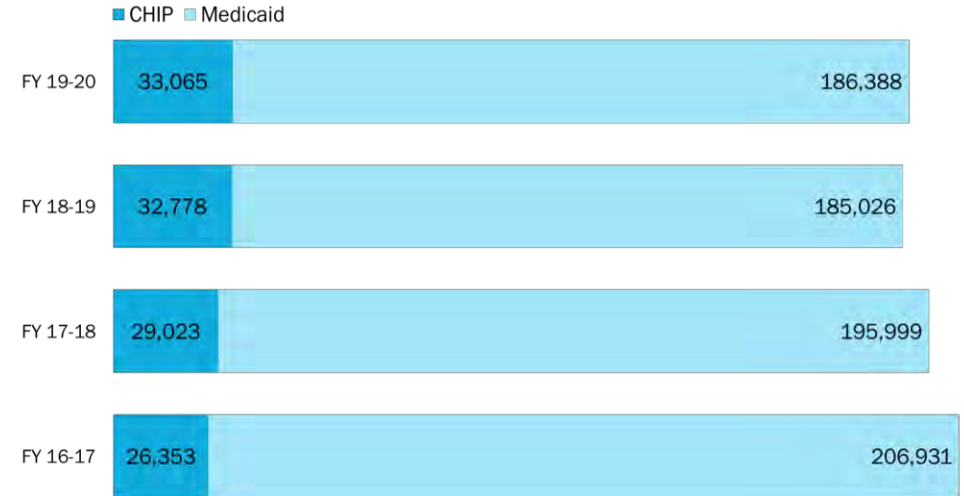 CHIP Medicaid
FY 19-20 33,065 186,388
FY 18-19 32,778 185,026
FY 17-18 29,023 195,999
FY 16-17 26,353 206,931